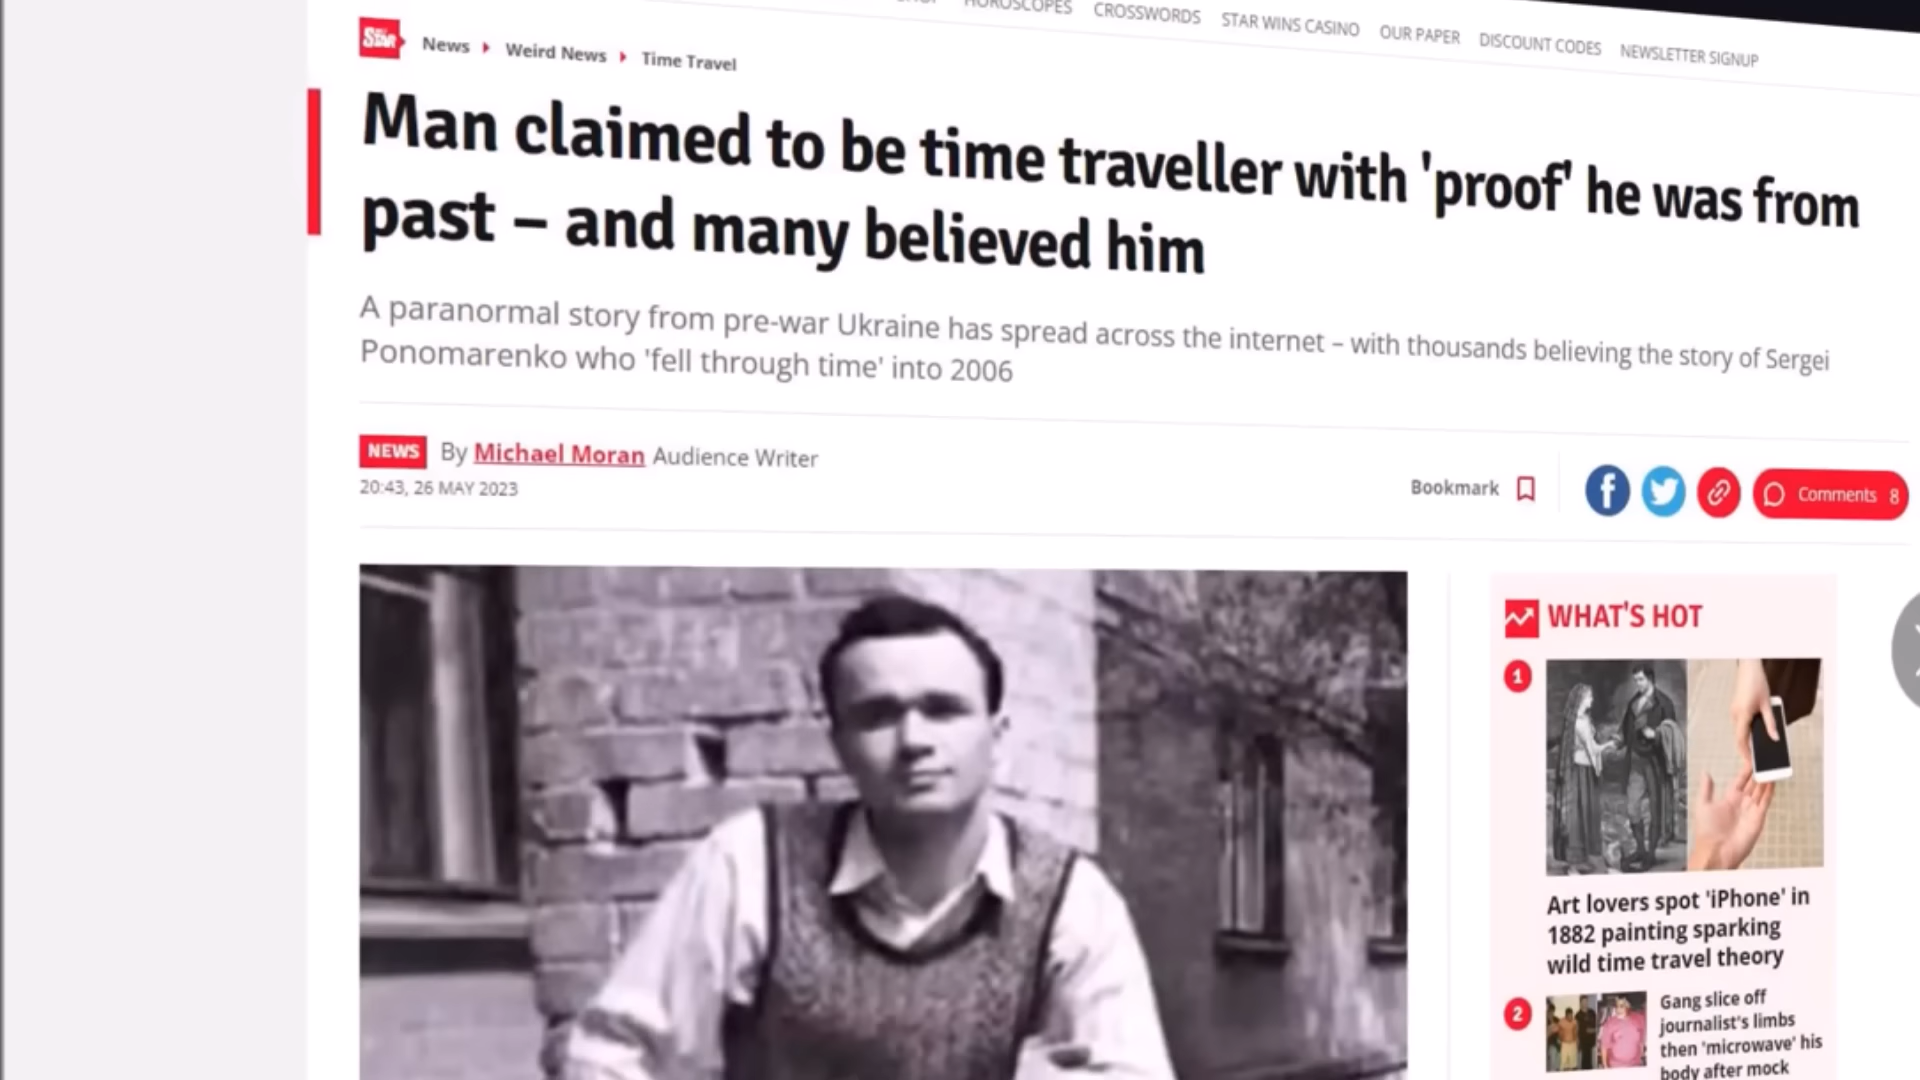 HOROSCOPES CROSSWORDS STAR WINS CASINO OUR PAPER DISCOUNT CODES NEWSLETTER SIGNUP
STAR News Weird News Time Travel
Man claimed to be time traveller with 'proof' he was from
past – and many believed him
A paranormal story from pre-war Ukraine has spread across the internet – with thousands believing the story of Sergei
Ponomarenko who 'fell through time' into 2006
NEWS By Michael Moran Audience Writer
20:43, 26 MAY 2023
Bookmark
Comments 8
WHAT'S HOT
1
Art lovers spot 'iPhone' in
1882 painting sparking
wild time travel theory
2
Gang slice off
journalist's limbs
then 'microwave' his
body after mock